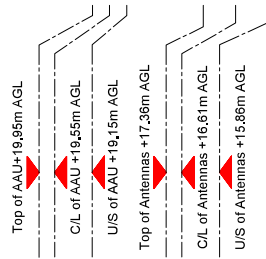 Top of AAU+19.95m AGL
C/L of AAU +19.55m AGL
U/S of AAU +19.15m AGL
Top of Antennas +17.36m AGL
C/L of Antennas +16.61m AGL
U/S of Antennas +15.86m AGL